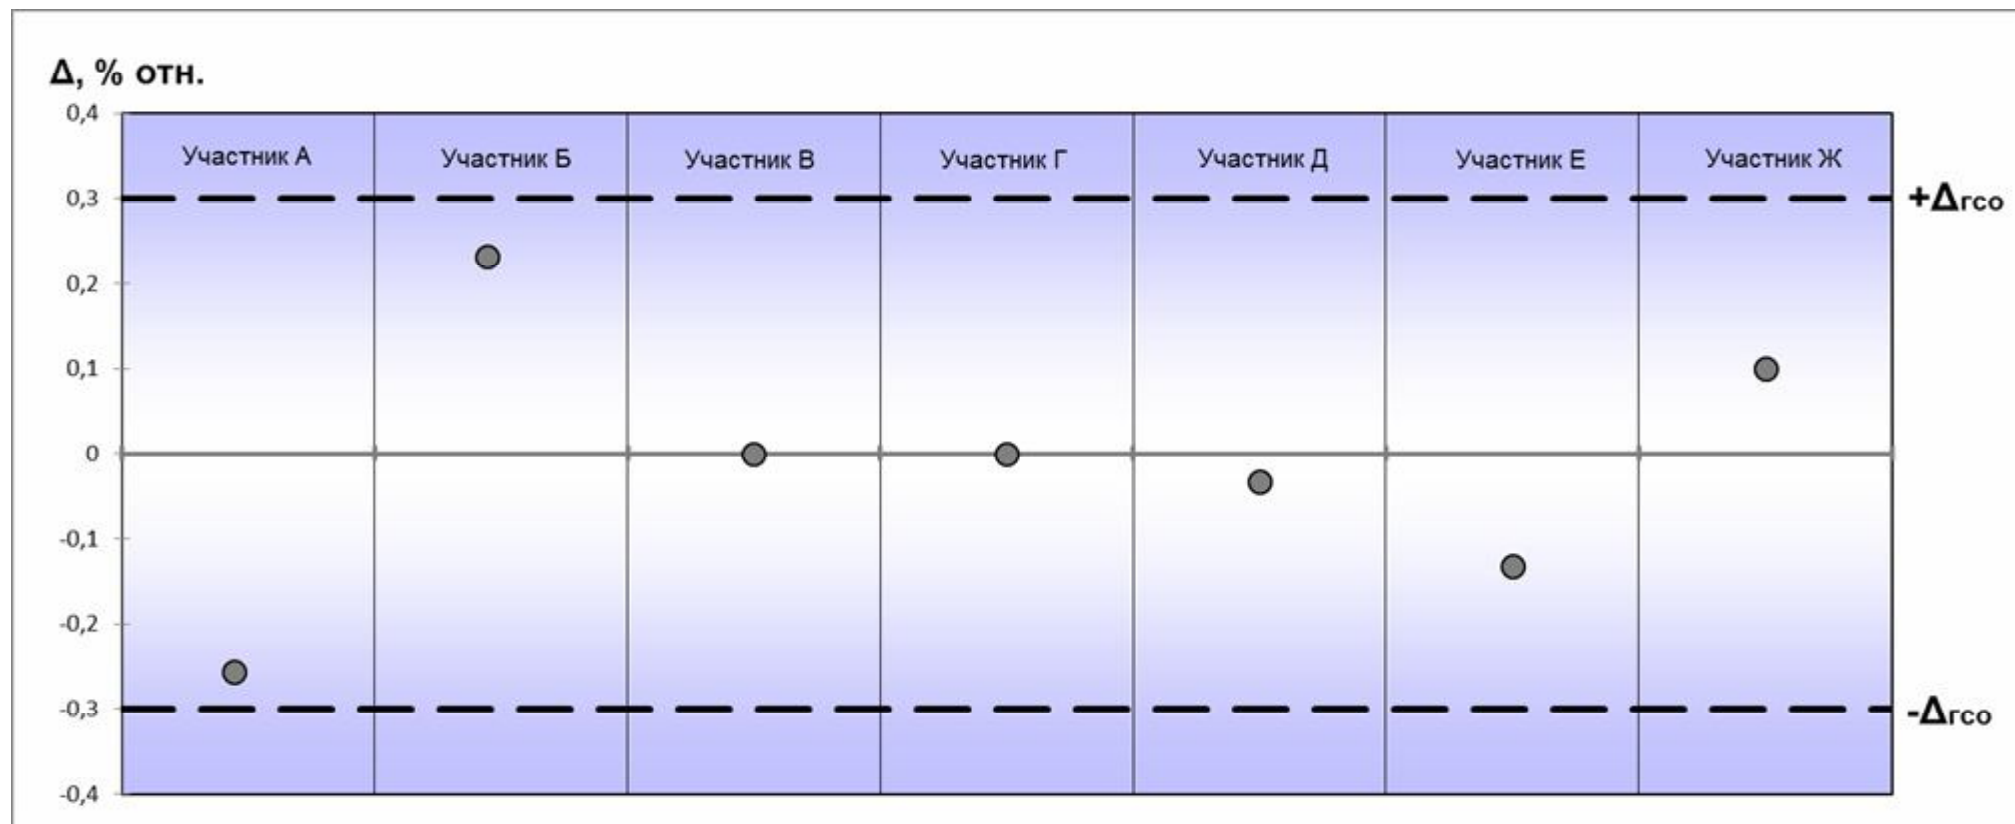 Δ, % отн.
0,4
Участник А Участник Б Участник В Участник Г Участник Д Участник Е Участник Ж
0,3 +Δгсо
0,2
0,1
0
-0,1
-0,2
-0,3 -Δгсо
-0,4